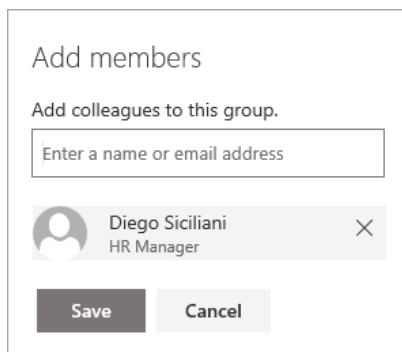 Add members
Add colleagues to this group.
Enter a name or email address
Diego Siciliani
HR Manager
Save Cancel